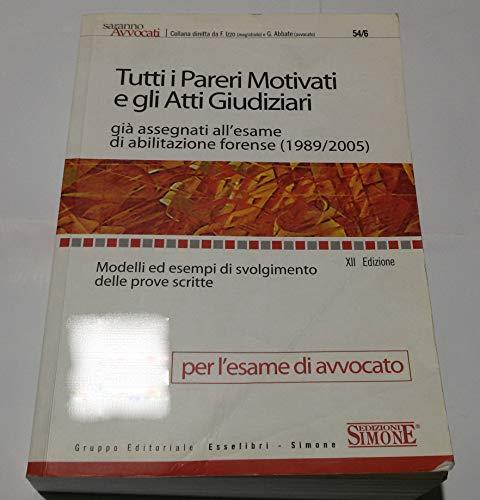 saranno
Avvocati | Collana diretta da F. Izzo (magistrato) e G. Abbate (avvocato) 54/6
Tutti i Pareri Motivati
e gli Atti Giudiziari
già assegnati all'esame
di abilitazione forense (1989/2005)
XII Edizione
Modelli ed esempi di svolgimento
delle prove scritte
per l'esame di avvocato
EDIZIONI
SIMONE
Gruppo Editoriale Esselibri - Simone